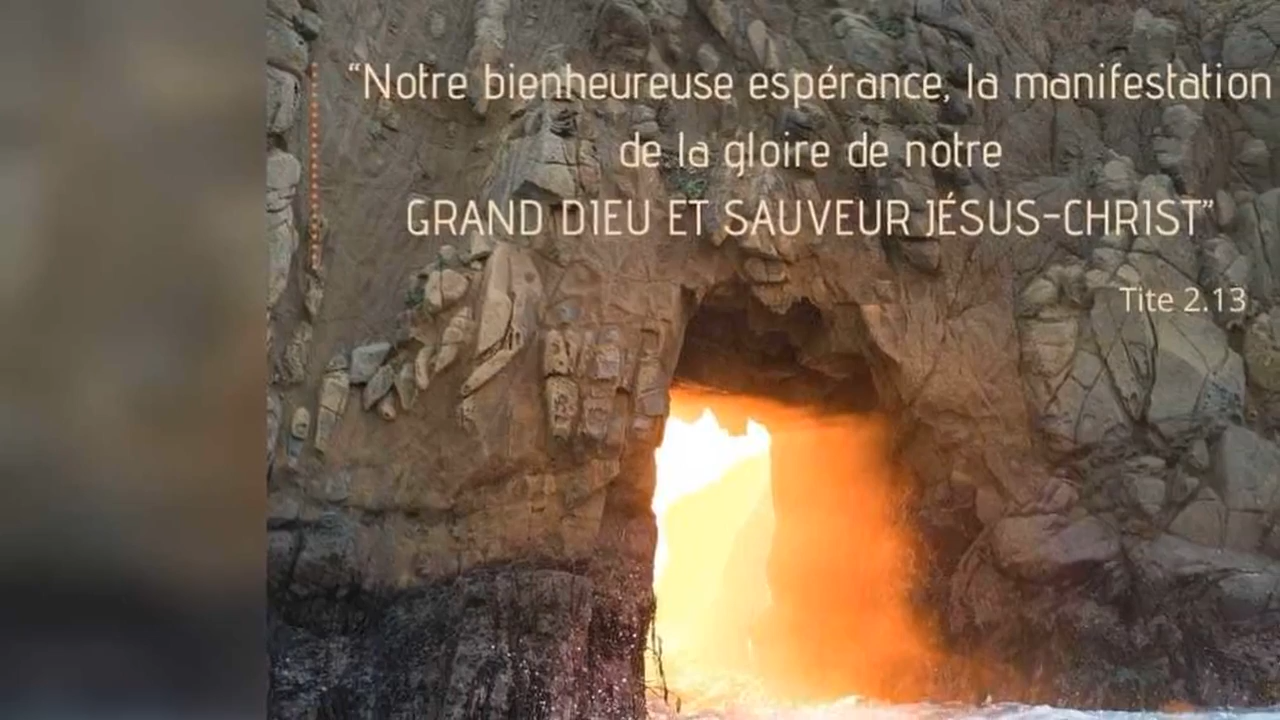 “Notre bienheureuse espérance, la manifestation
de la gloire de notre
GRAND DIEU ET SAUVEUR JÉSUS-CHRIST”
Tite 2.13